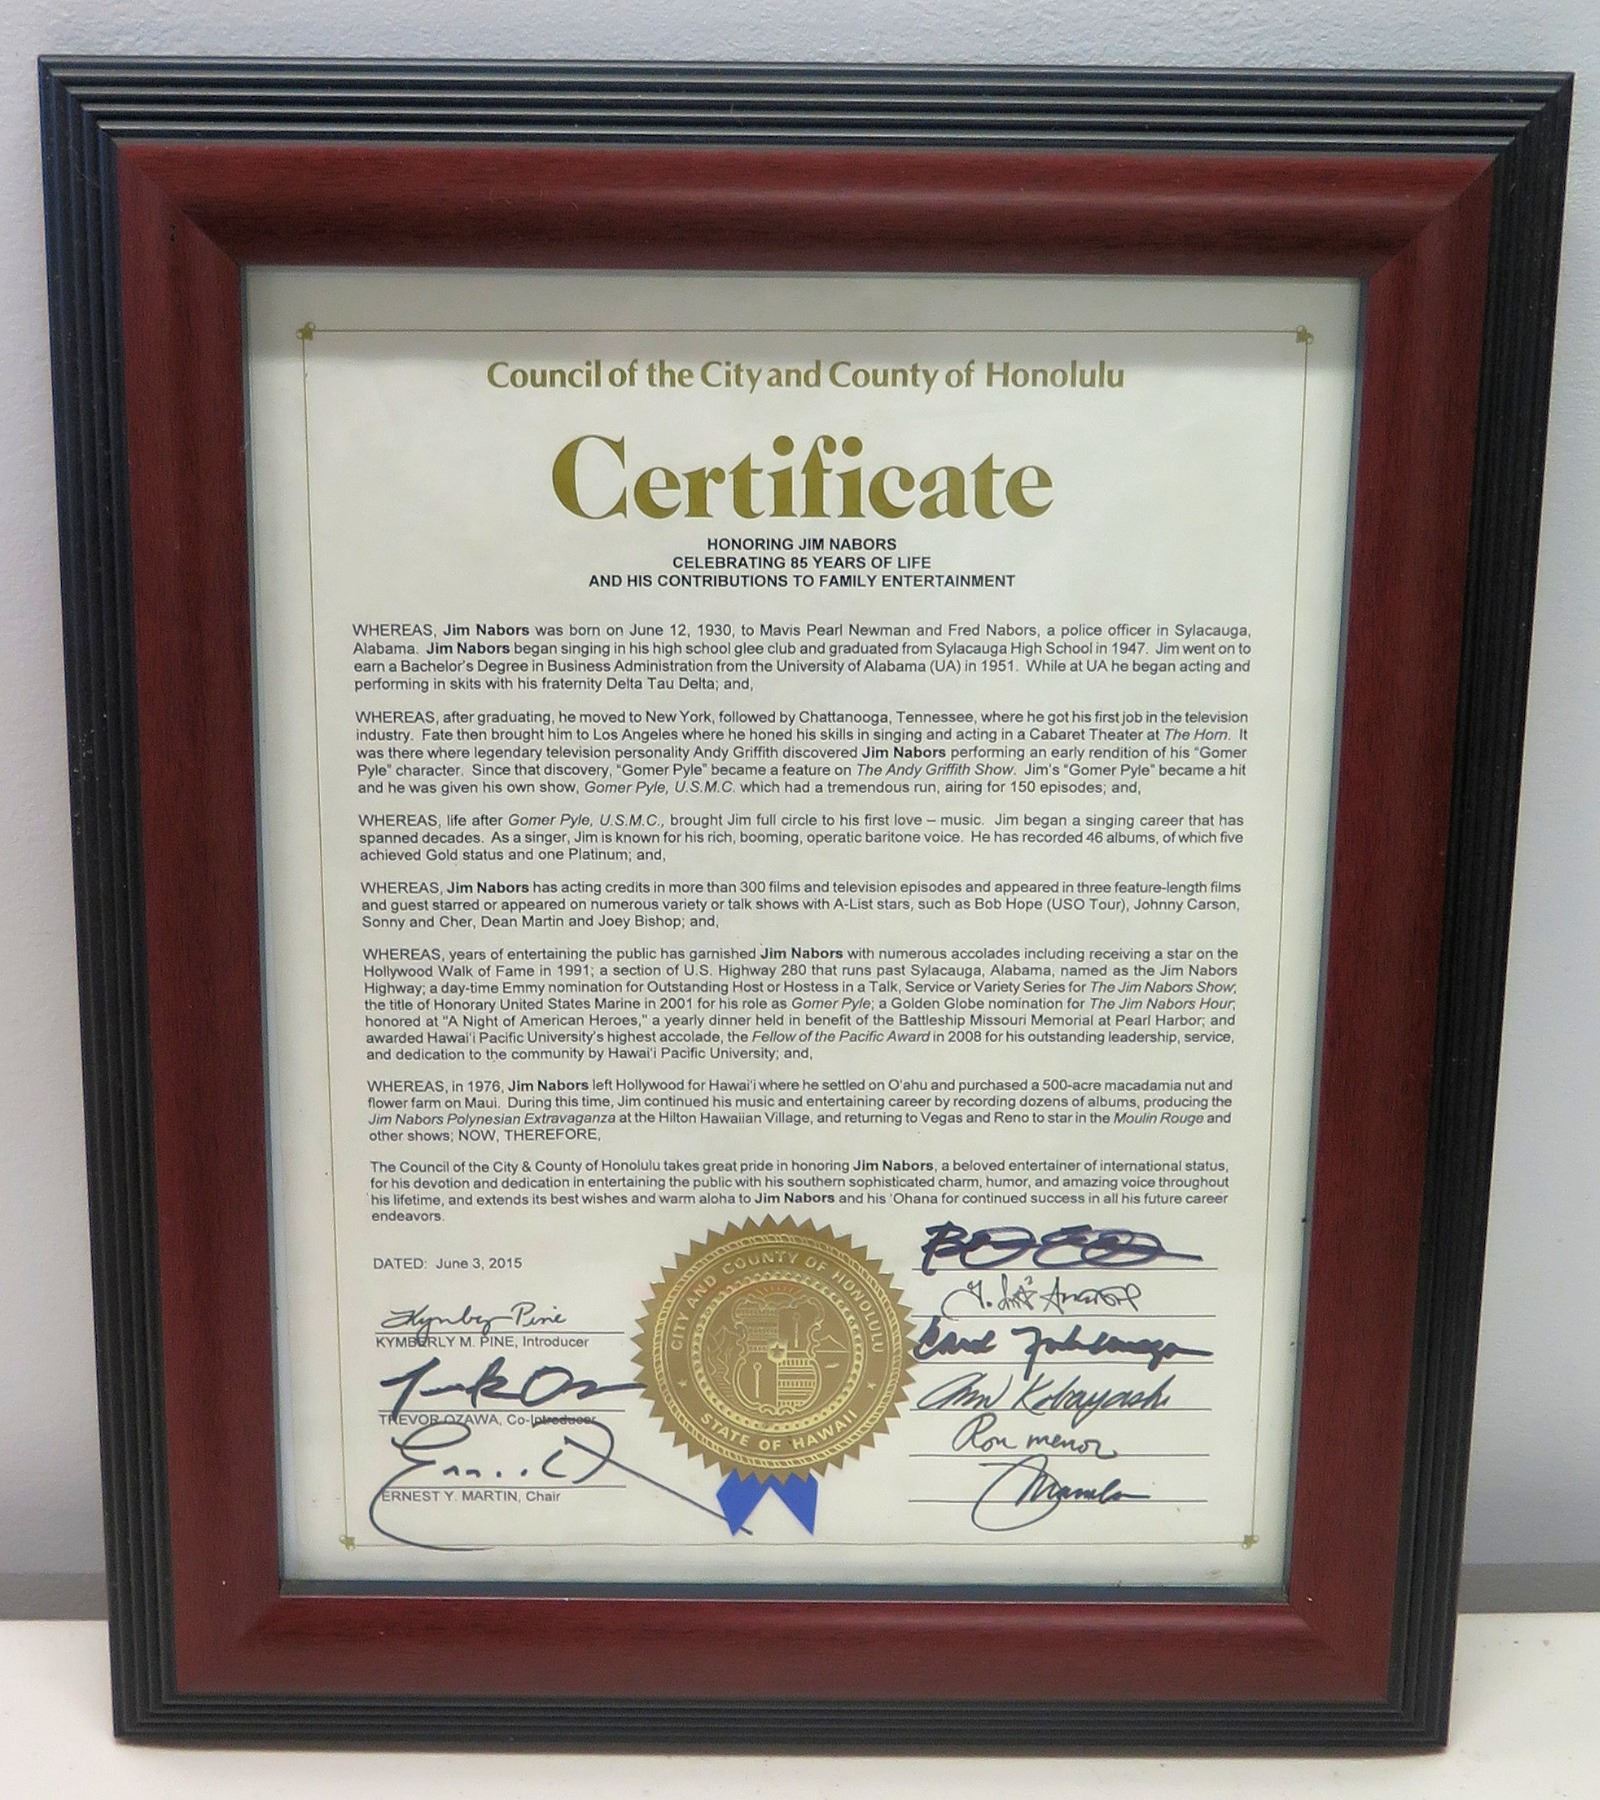 Council of the City and County of Honolulu
Certificate
HONORING JIM NABORS
CELEBRATING 85 YEARS OF LIFE
AND HIS CONTRIBUTIONS TO FAMILY ENTERTAINMENT
WHEREAS, Jim Nabors was born on June 12, 1930, to Mavis Pearl Newman and Fred Nabors, a police officer in Sylacauga,
Alabama. Jim Nabors began singing in his high school glee club and graduated from Sylacauga High School in 1947. Jim went on to
earn a Bachelor's Degree in Business Administration from the University of Alabama (UA) in 1951. While at UA he began acting and
performing in skits with his fraternity Delta Tau Delta; and,
WHEREAS, after graduating, he moved to New York, followed by Chattanooga, Tennessee, where he got his first job in the television
industry. Fate then brought him to Los Angeles where he honed his skills in singing and acting in a Cabaret Theater at The Horn. It
was there where legendary television personality Andy Griffith discovered Jim Nabors performing an early rendition of his "Gomer
Pyle" character. Since that discovery, "Gomer Pyle" became a feature on The Andy Griffith Show. Jim's "Gomer Pyle" became a hit
and he was given his own show, Gomer Pyle, U.S.M.C. which had a tremendous run, airing for 150 episodes; and,
WHEREAS, life after Gomer Pyle, U.S.M.C., brought Jim full circle to his first love – music. Jim began a singing career that has
spanned decades. As a singer, Jim is known for his rich, booming, operatic baritone voice. He has recorded 46 albums, of which five
achieved Gold status and one Platinum; and,
WHEREAS, Jim Nabors has acting credits in more than 300 films and television episodes and appeared in three feature-length films
and guest starred or appeared on numerous variety or talk shows with A-List stars, such as Bob Hope (USO Tour), Johnny Carson,
Sonny and Cher, Dean Martin and Joey Bishop; and,
WHEREAS, years of entertaining the public has garnished Jim Nabors with numerous accolades including receiving a star on the
Hollywood Walk of Fame in 1991; a section of U.S. Highway 280 that runs past Sylacauga, Alabama, named as the Jim Nabors
Highway; a day-time Emmy nomination for Outstanding Host or Hostess in a Talk, Service or Variety Series for The Jim Nabors Show;
the title of Honorary United States Marine in 2001 for his role as Gomer Pyle; a Golden Globe nomination for The Jim Nabors Hour;
honored at "A Night of American Heroes," a yearly dinner held in benefit of the Battleship Missouri Memorial at Pearl Harbor; and
awarded Hawai'i Pacific University's highest accolade, the Fellow of the Pacific Award in 2008 for his outstanding leadership, service,
and dedication to the community by Hawai'i Pacific University; and,
WHEREAS, in 1976, Jim Nabors left Hollywood for Hawai'i where he settled on O'ahu and purchased a 500-acre macadamia nut and
flower farm on Maui. During this time, Jim continued his music and entertaining career by recording dozens of albums, producing the
Jim Nabors Polynesian Extravaganza at the Hilton Hawaiian Village, and returning to Vegas and Reno to star in the Moulin Rouge and
other shows; NOW, THEREFORE,
The Council of the City & County of Honolulu takes great pride in honoring Jim Nabors, a beloved entertainer of international status,
for his devotion and dedication in entertaining the public with his southern sophisticated charm, humor, and amazing voice throughout
his lifetime, and extends its best wishes and warm aloha to Jim Nabors and his 'Ohana for continued success in all his future career
endeavors.
DATED: June 3, 2015
Kymberly Pine
KYMBERLY M. PINE, Introducer
TREVOR OZAWA, Co-Introducer
ERNEST Y. MARTIN, Chair
CITY AND COUNTY OF HONOLULU
STATE OF HAWAII
Carol Fukunaga
Ann Kobayashi
Ron Menor